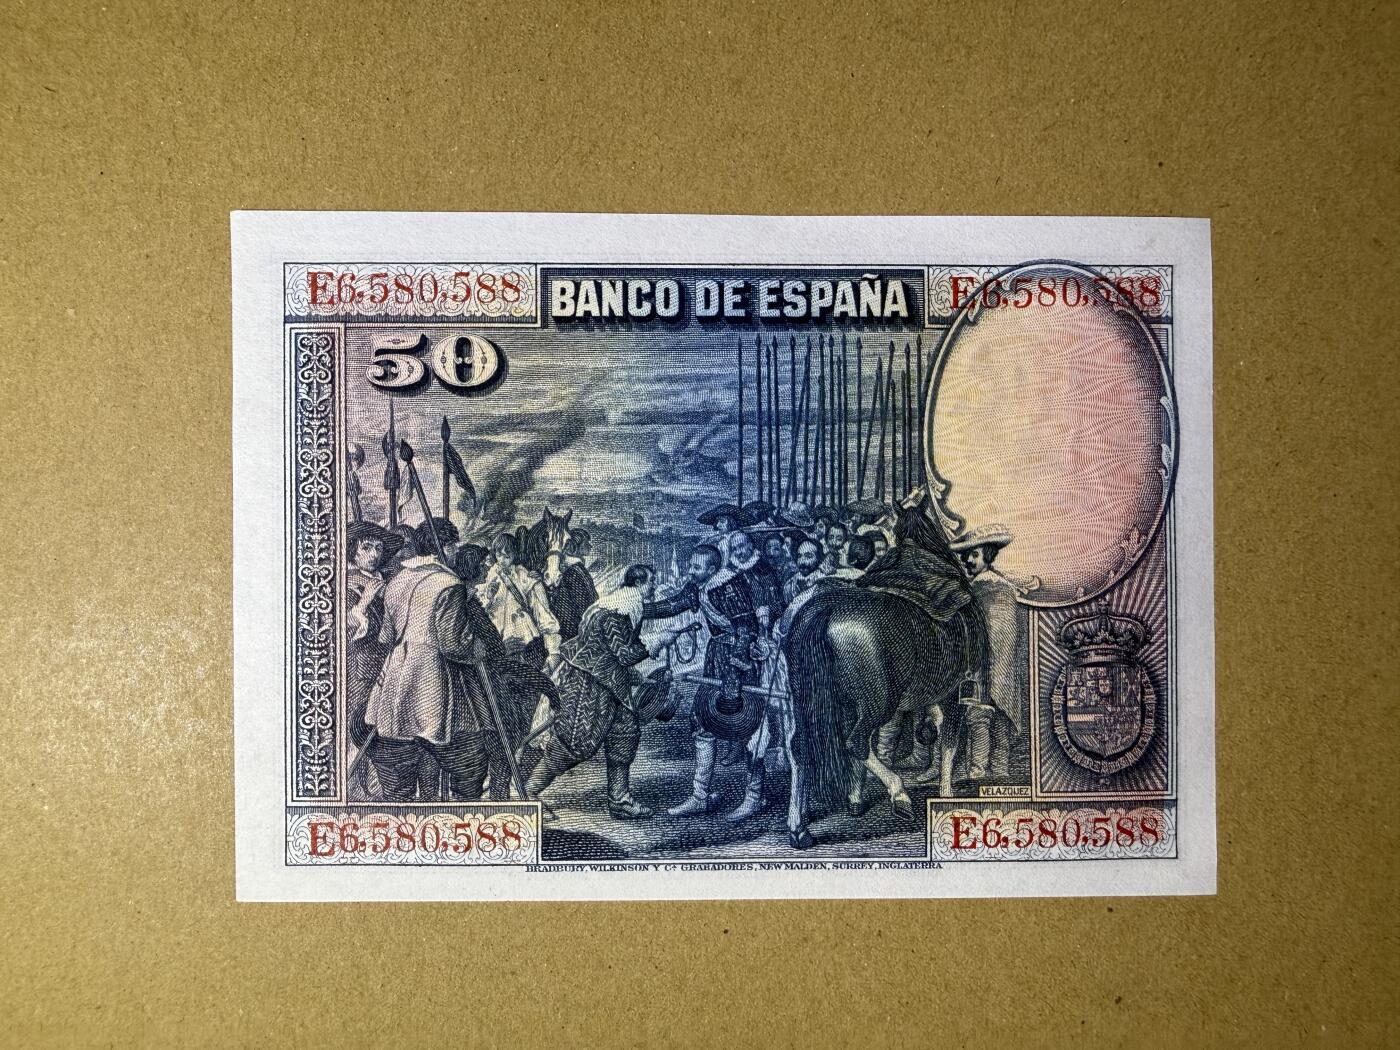 E6,580,588
BANCO DE ESPAÑA
E6,580,588
50
VELAZQUEZ
E6,580,588
E6,580,588
BRADBURY, WILKINSON Y Cª GRABADORES, NEW MALDEN, SURREY, INGLATERRA